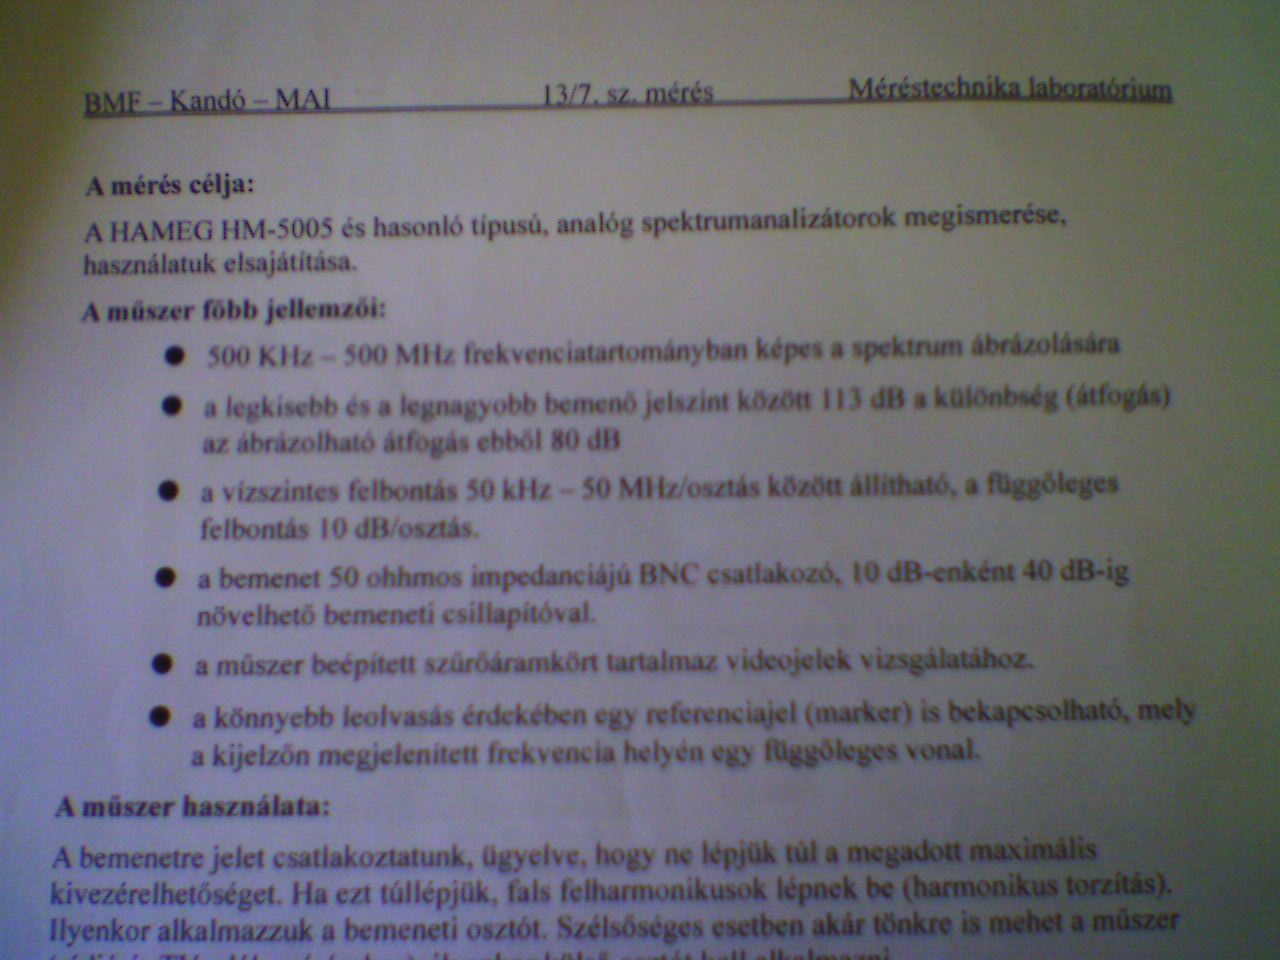 BMF – Kandó – MAI 13/7. sz. mérés Méréstechnika laboratórium
A mérés célja:
A HAMEG HM-5005 és hasonló típusú, analóg spektrumanalizátorok megismerése,
használatuk elsajátítása.
A műszer főbb jellemzői:
● 500 KHz – 500 MHz frekvenciatartományban képes a spektrum ábrázolására
● a legkisebb és a legnagyobb bemenő jelszint között 113 dB a különbség (átfogás)
az ábrázolható átfogás ebből 80 dB
● a vízszintes felbontás 50 kHz – 50 MHz/osztás között állítható, a függőleges
felbontás 10 dB/osztás.
● a bemenet 50 ohhmos impedanciájú BNC csatlakozó, 10 dB-enként 40 dB-ig
növelhető bemeneti csillapítóval.
● a műszer beépített szűrőáramkört tartalmaz videojelek vizsgálatához.
● a könnyebb leolvasás érdekében egy referenciajel (marker) is bekapcsolható, mely
a kijelzőn megjelenített frekvencia helyén egy függőleges vonal.
A műszer használata:
A bemenetre jelet csatlakoztatunk, ügyelve, hogy ne lépjük túl a megadott maximális
kivezérelhetőséget. Ha ezt túllépjük, fals felharmonikusok lépnek be (harmonikus torzítás).
Ilyenkor alkalmazzuk a bemeneti osztót. Szélsőséges esetben akár tönkre is mehet a műszer
kell alkalmazni